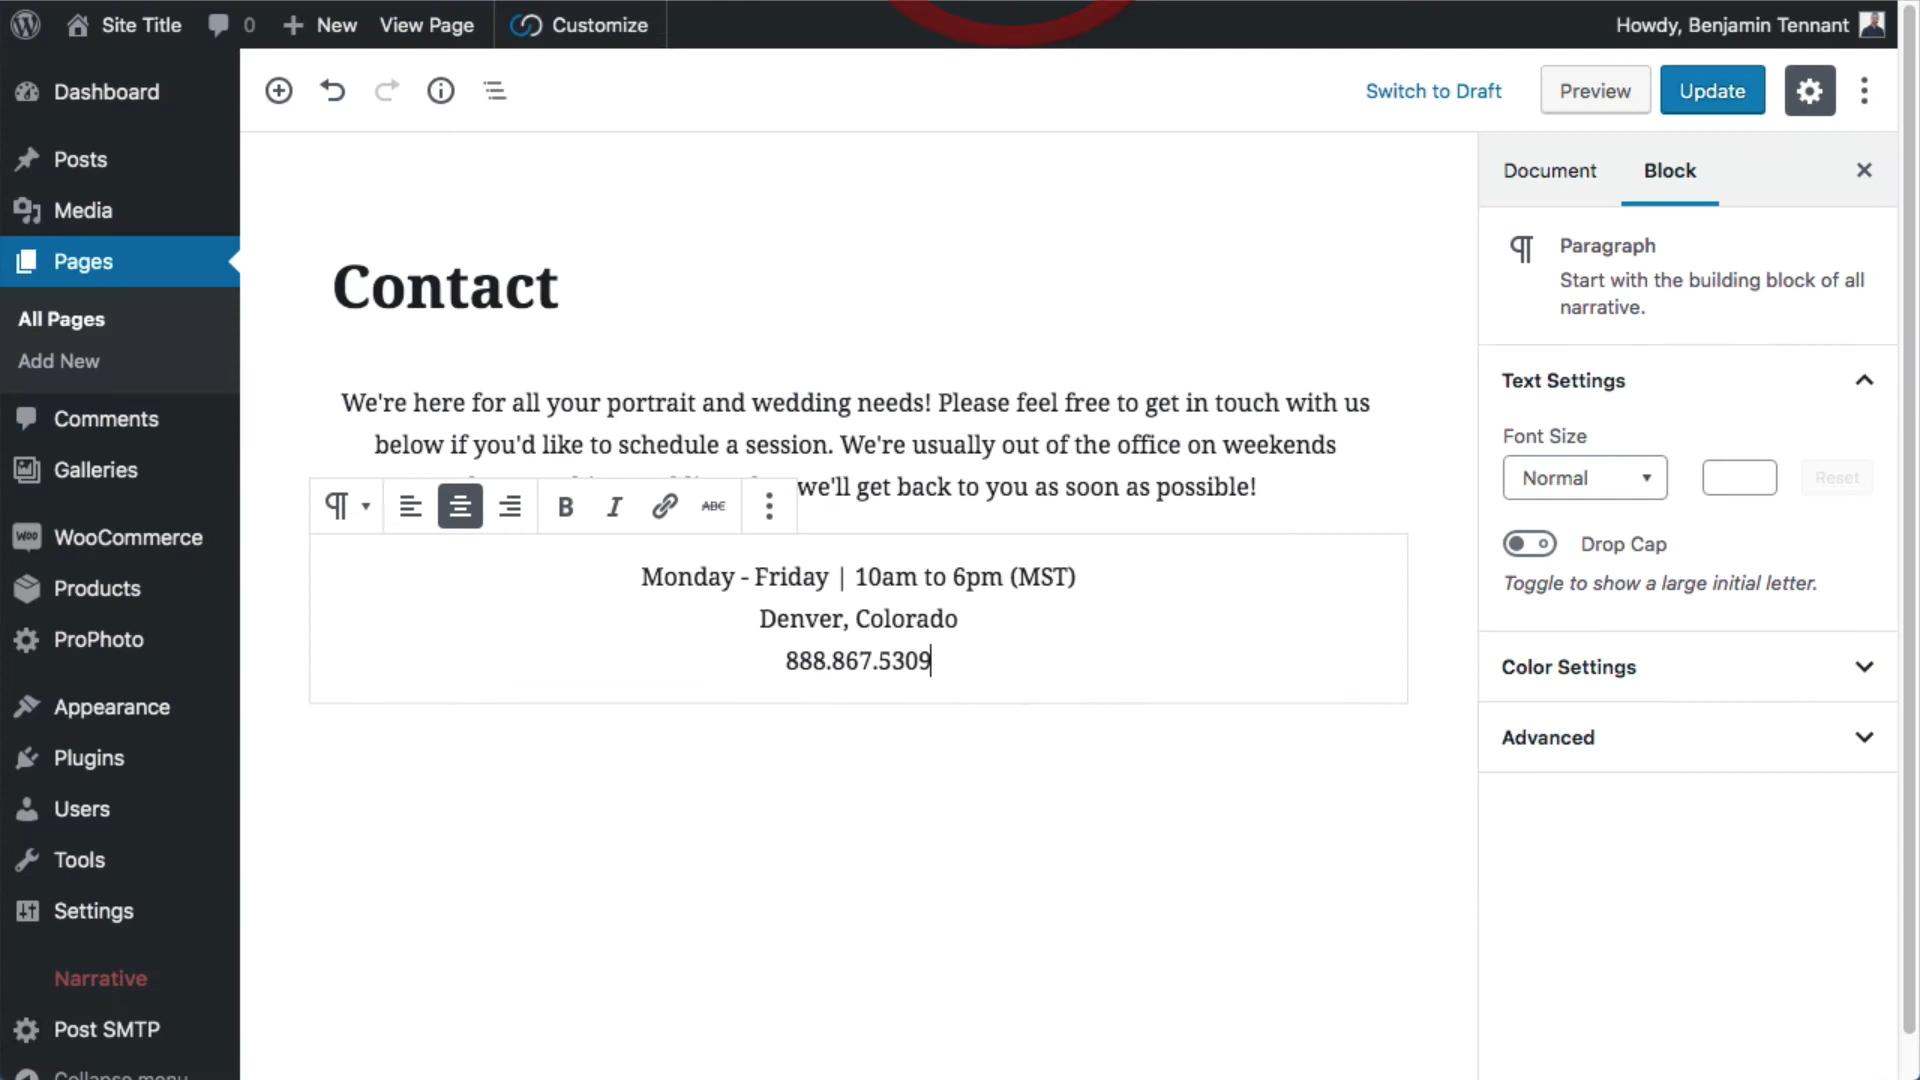 Site Title
0
New
View Page
Customize
Howdy, Benjamin Tennant
Dashboard
Posts
Media
Pages
All Pages
Add New
Comments
Galleries
WooCommerce
Products
ProPhoto
Appearance
Plugins
Users
Tools
Settings
Narrative
Post SMTP
Collapse menu
Switch to Draft
Preview
Update
Contact
We're here for all your portrait and wedding needs! Please feel free to get in touch with us
below if you'd like to schedule a session. We're usually out of the office on weekends
we'll get back to you as soon as possible!
B I ABC
Monday - Friday | 10am to 6pm (MST)
Denver, Colorado
888.867.5309
Document
Block
Paragraph
Start with the building block of all
narrative.
Text Settings
Font Size
Normal
Reset
Drop Cap
Toggle to show a large initial letter.
Color Settings
Advanced